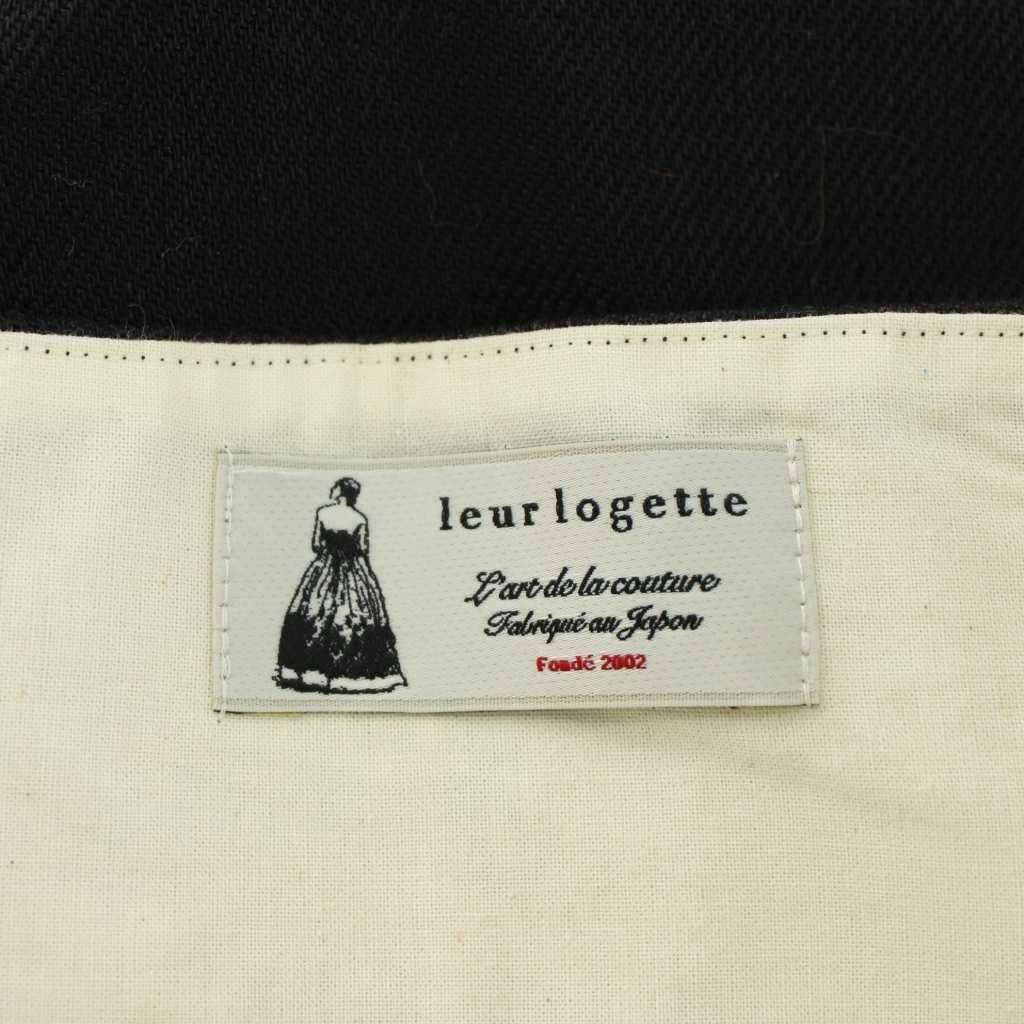 leur logette
L'art de la couture
Fabriqué au Japon
Fondé 2002